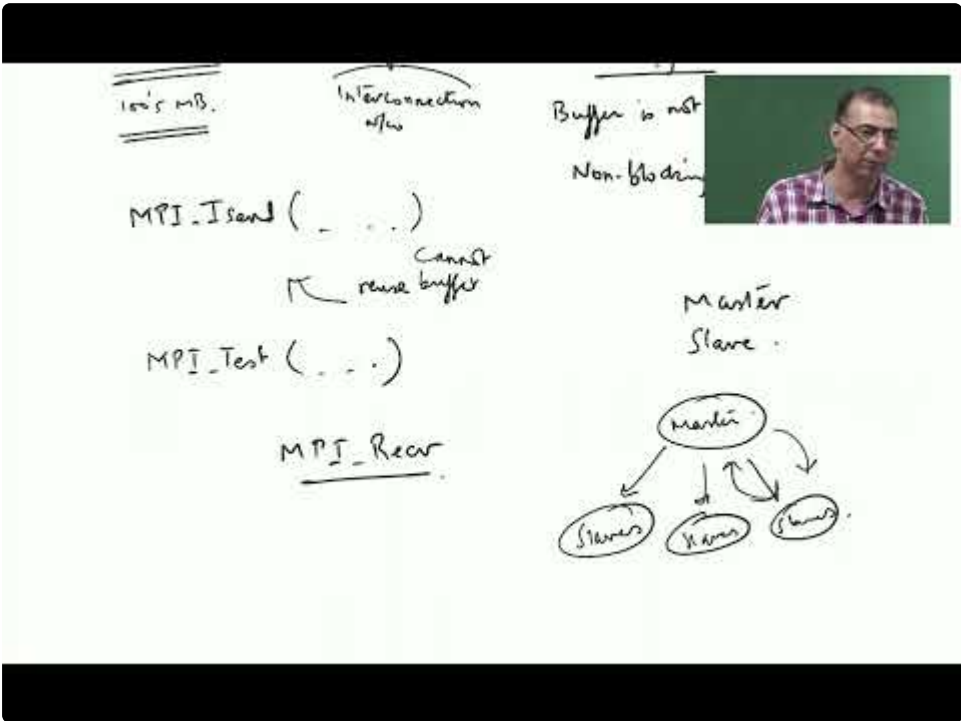 100's MB.
Interconnection
n/w
Buffer is not
Non-blocking
MPI_Isend ( _ . . . )
Cannot
reuse buffer
MPI_Test ( . . . . )
MPI_Recv
Master
Slave .
Master
Slaves
Slaves
Slaves